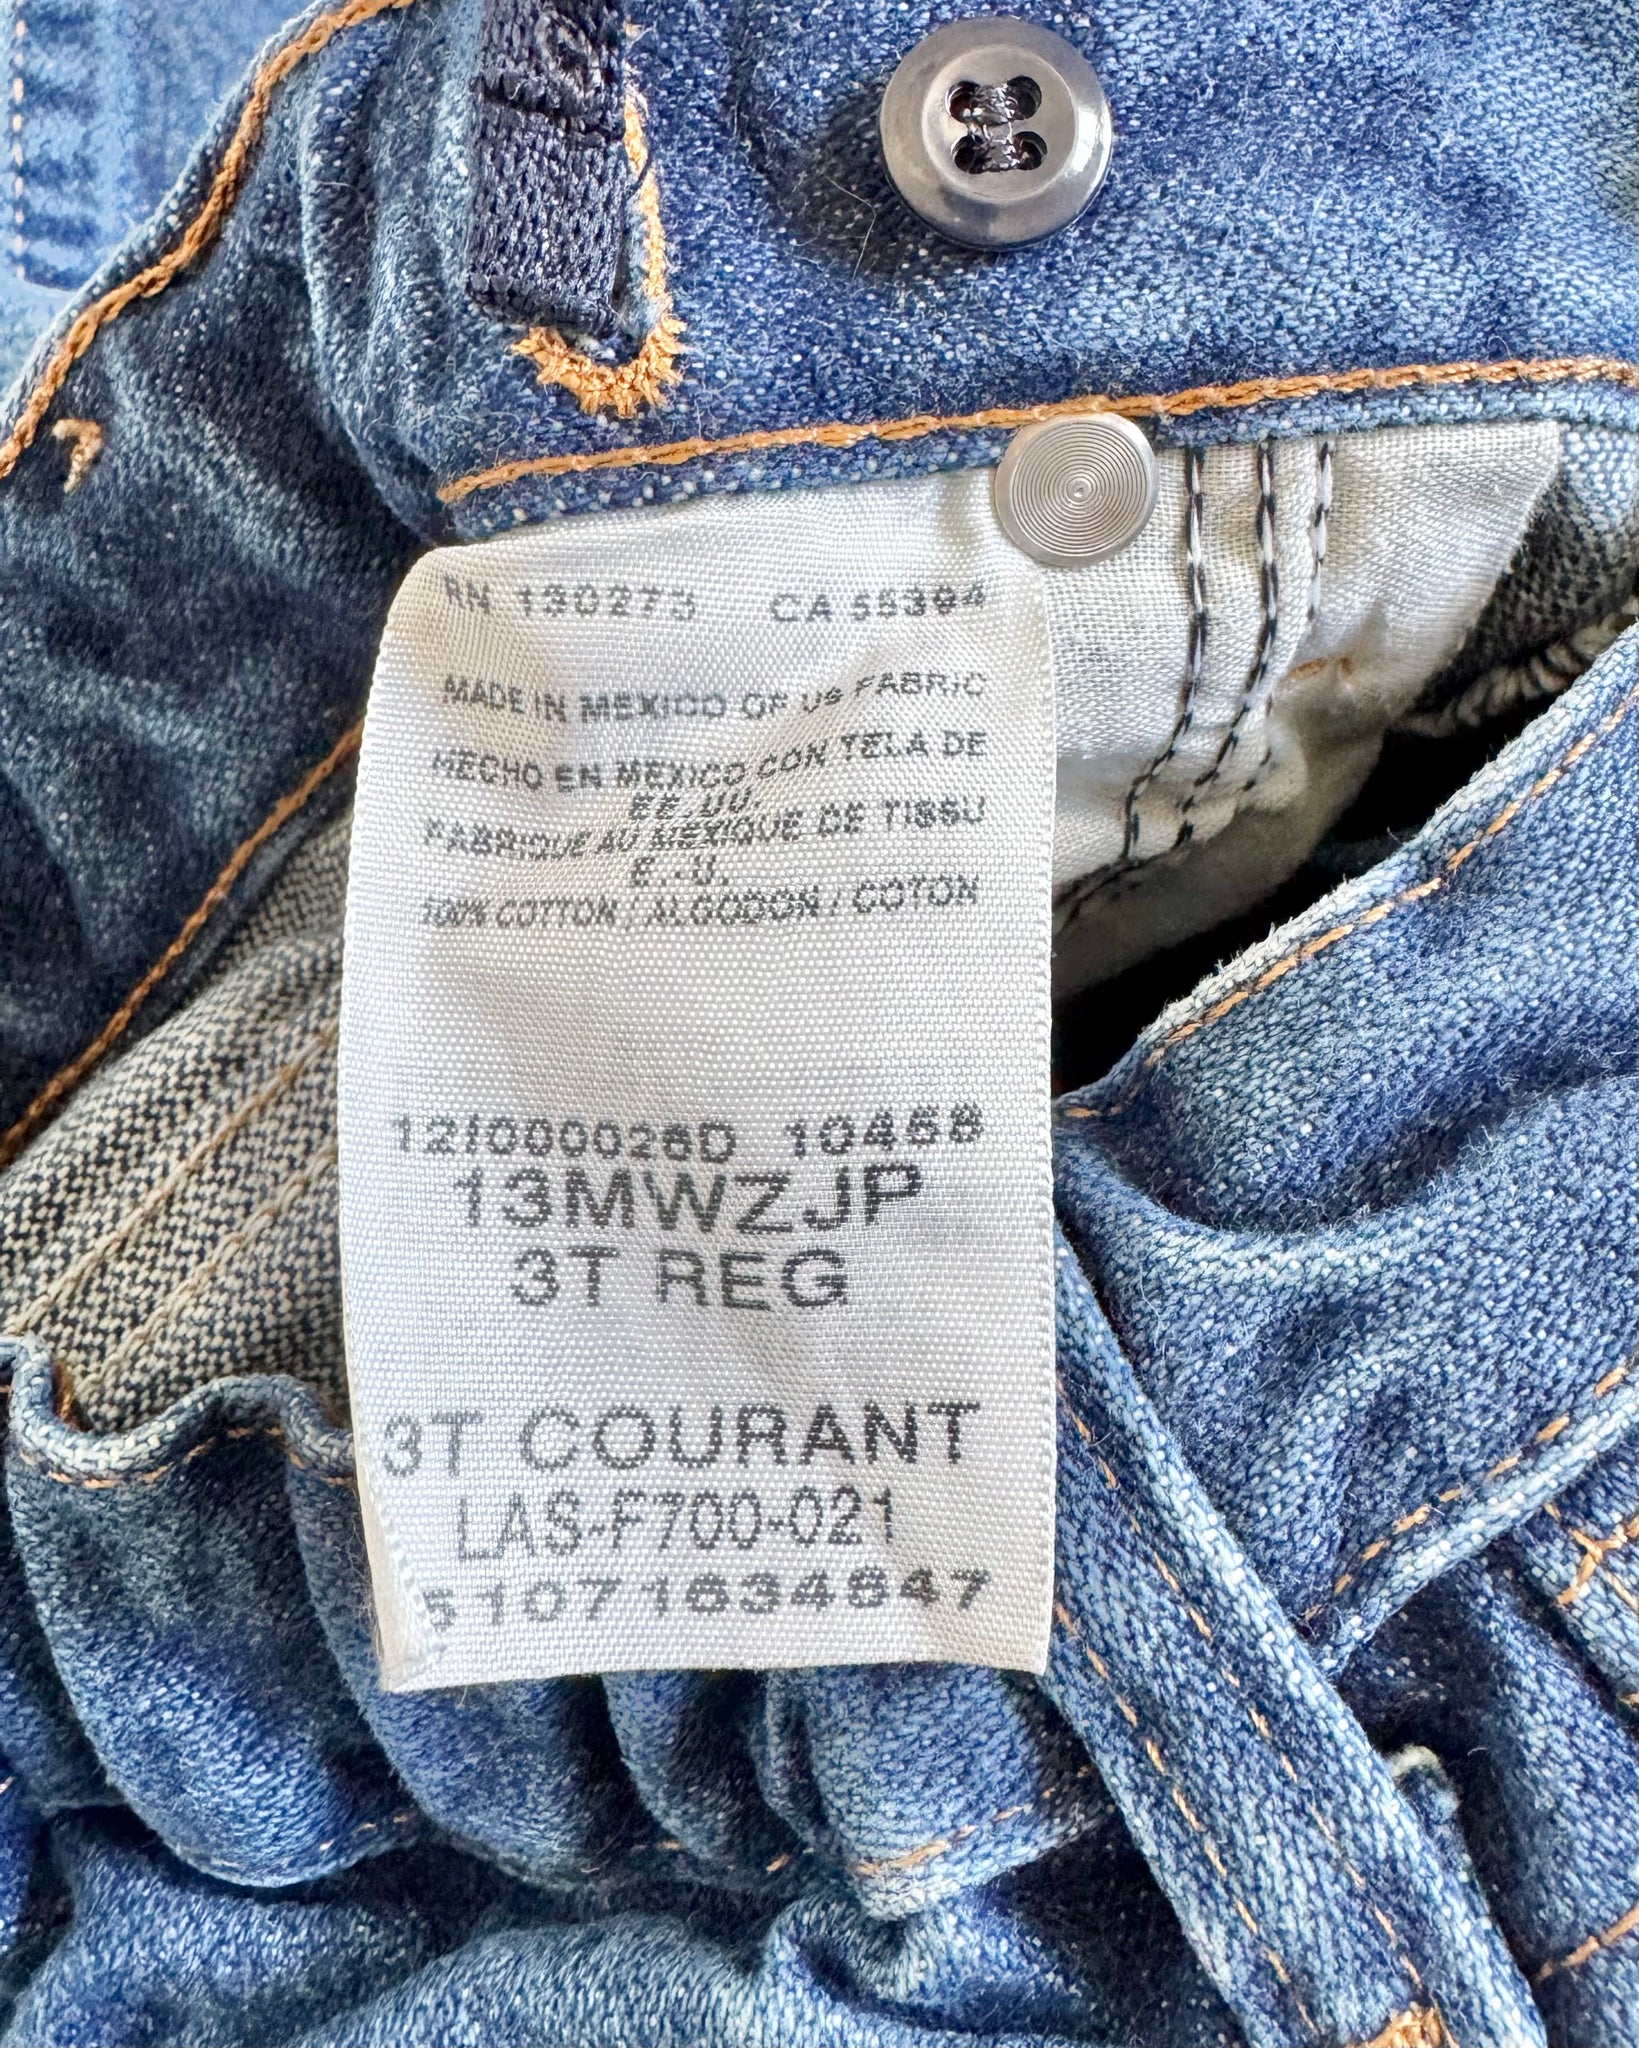 RN 130273 CA 55394
MADE IN MEXICO OF US FABRIC
HECHO EN MEXICO CON TELA DE
EE.UU.
FABRIQUE AU MEXIQUE DE TISSU
E.-U.
100% COTTON / ALGODON / COTON
12/000026D 10458
13MWZJP
3T REG
3T COURANT
LAS-F700-021
51071634847